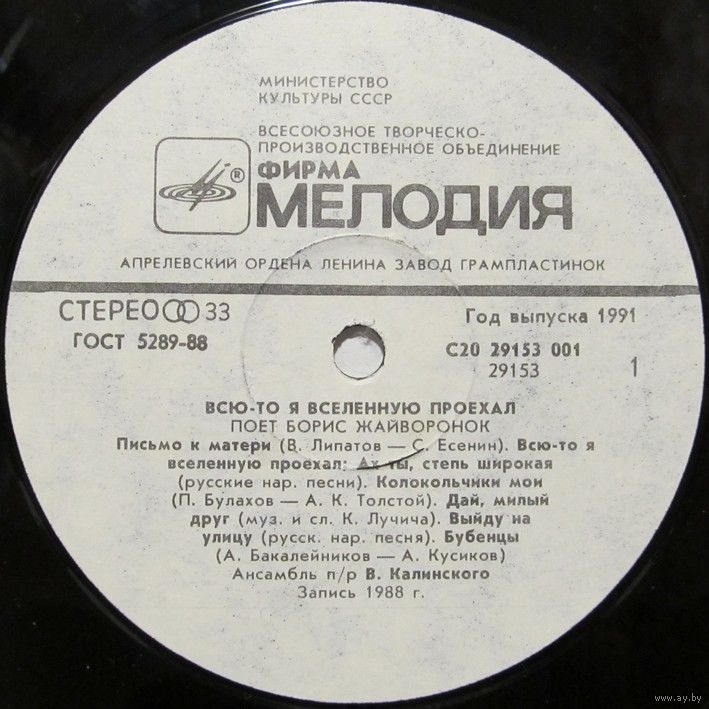 МИНИСТЕРСТВО
КУЛЬТУРЫ СССР
ВСЕСОЮЗНОЕ ТВОРЧЕСКО-
ПРОИЗВОДСТВЕННОЕ ОБЪЕДИНЕНИЕ
®
ФИРМА
МЕЛОДИЯ
АПРЕЛЕВСКИЙ ОРДЕНА ЛЕНИНА ЗАВОД ГРАМПЛАСТИНОК
СТЕРЕО 33
Год выпуска 1991
ГОСТ 5289-88
С20 29153 001
29153
1
ВСЮ-ТО Я ВСЕЛЕННУЮ ПРОЕХАЛ
ПОЕТ БОРИС ЖАЙВОРОНОК
Письмо к матери (В. Липатов — С. Есенин). Всю-то я
вселенную проехал; Ах ты, степь широкая
(русские нар. песни). Колокольчики мои
(П. Булахов — А. К. Толстой). Дай, милый
друг (муз. и сл. К. Лучича). Выйду на
улицу (русск. нар. песня). Бубенцы
(А. Бакалейников — А. Кусиков)
Ансамбль п/р В. Калинского
Запись 1988 г.
www.ay.by